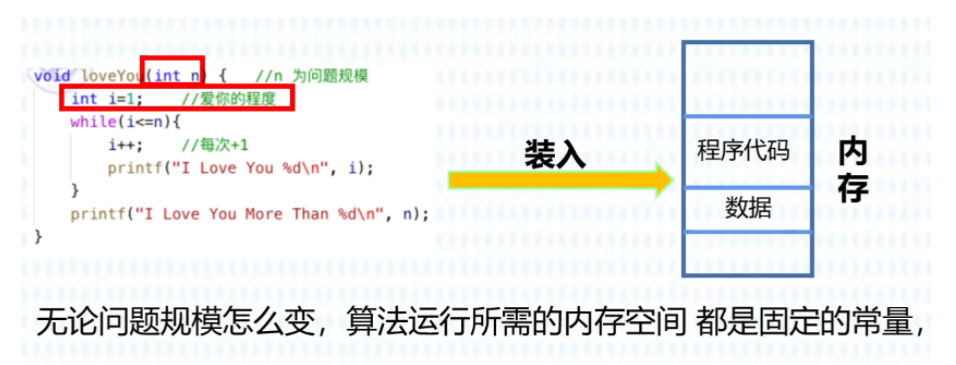 void loveYou(int n) {   //n 为问题规模
int i=1;    //爱你的程度
while(i<=n){
i++;    //每次+1
printf("I Love You %d\n", i);
}
printf("I Love You More Than %d\n", n);
}
装入
程序代码
数据
内存
无论问题规模怎么变，算法运行所需的内存空间 都是固定的常量，